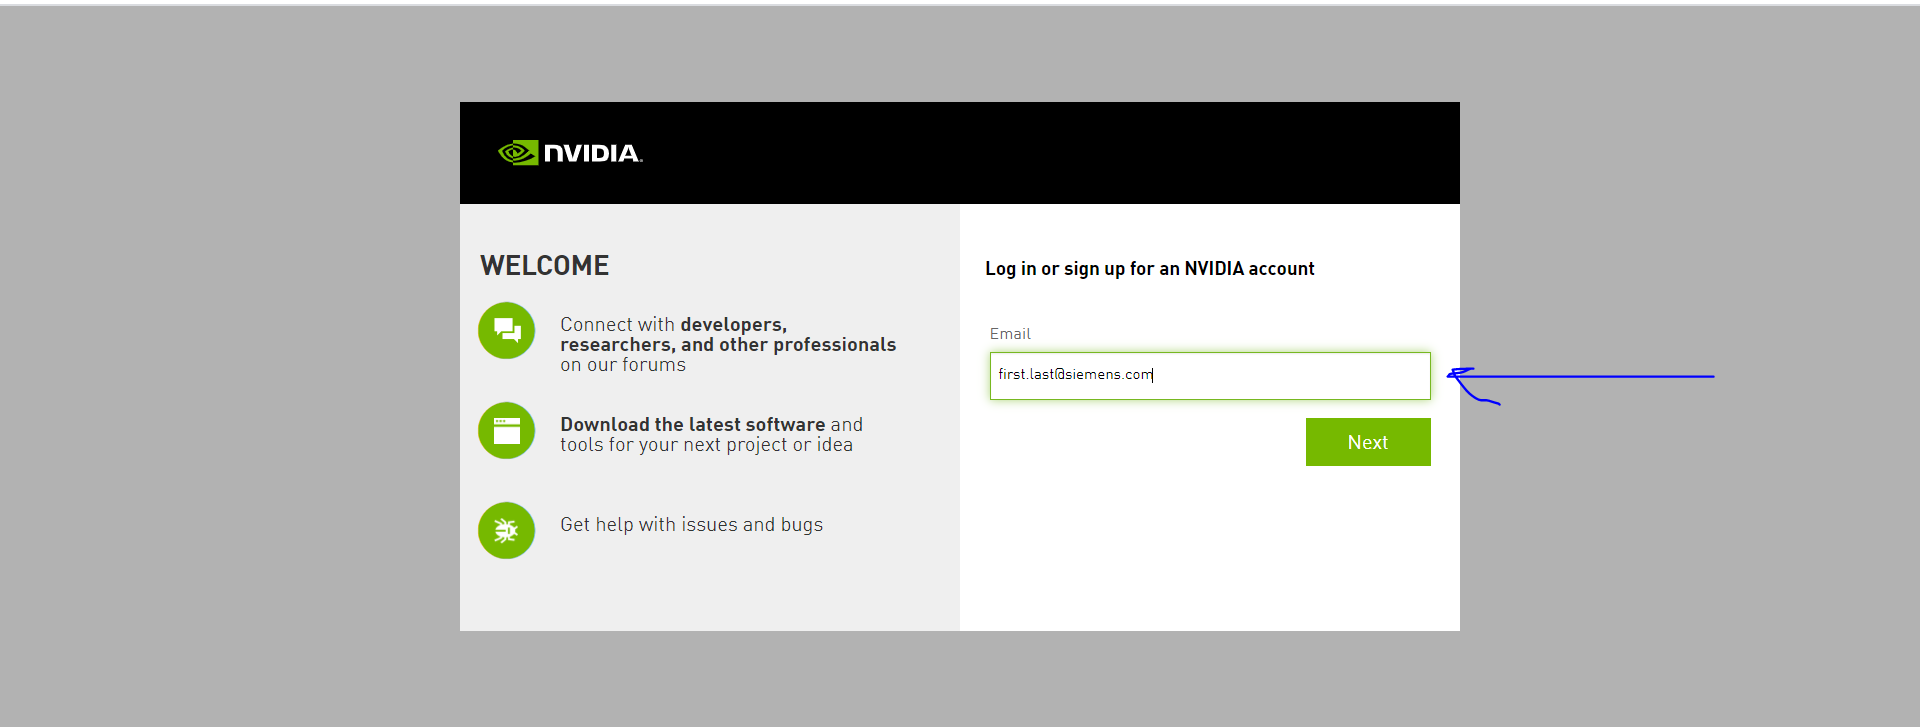 NVIDIA.
WELCOME
Connect with developers,
researchers, and other professionals
on our forums
Download the latest software and
tools for your next project or idea
Get help with issues and bugs
Log in or sign up for an NVIDIA account
Email
first.last@siemens.com
Next